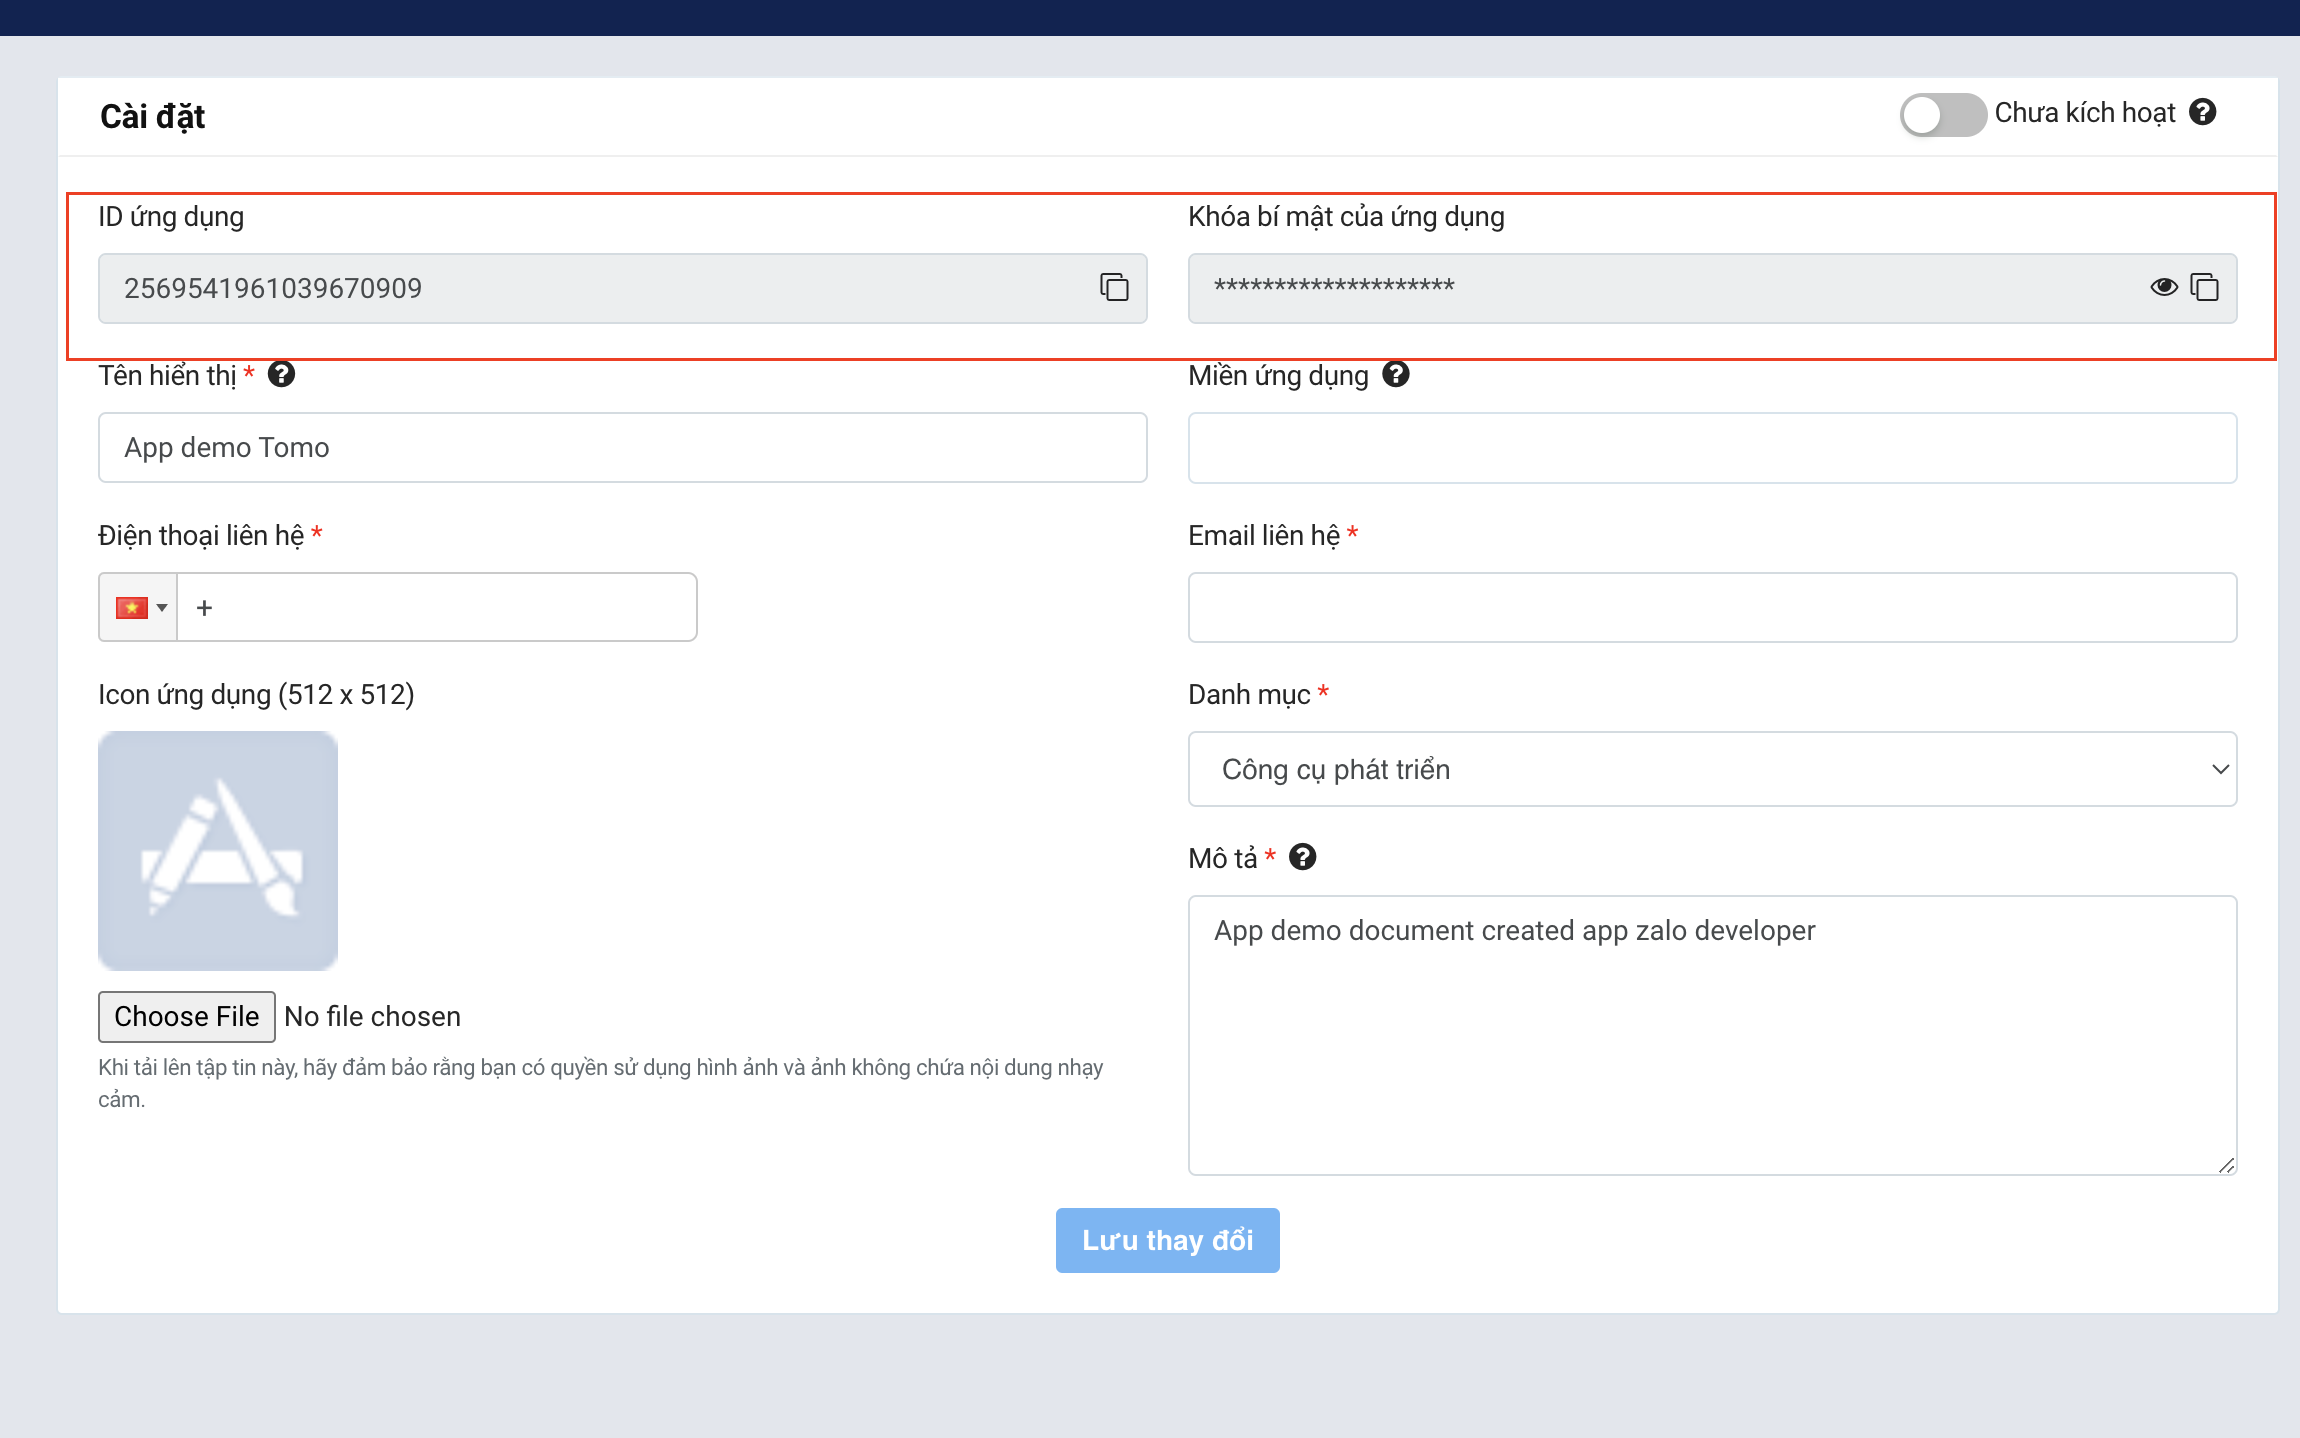 Cài đặt
Chưa kích hoạt
ID ứng dụng
2569541961039670909
Khóa bí mật của ứng dụng
********************
Tên hiển thị *
App demo Tomo
Miền ứng dụng
Điện thoại liên hệ *
+
Email liên hệ *
Icon ứng dụng (512 x 512)
Choose File No file chosen
Khi tải lên tập tin này, hãy đảm bảo rằng bạn có quyền sử dụng hình ảnh và ảnh không chứa nội dung nhạy
cảm.
Danh mục *
Công cụ phát triển
Mô tả *
App demo document created app zalo developer
Lưu thay đổi